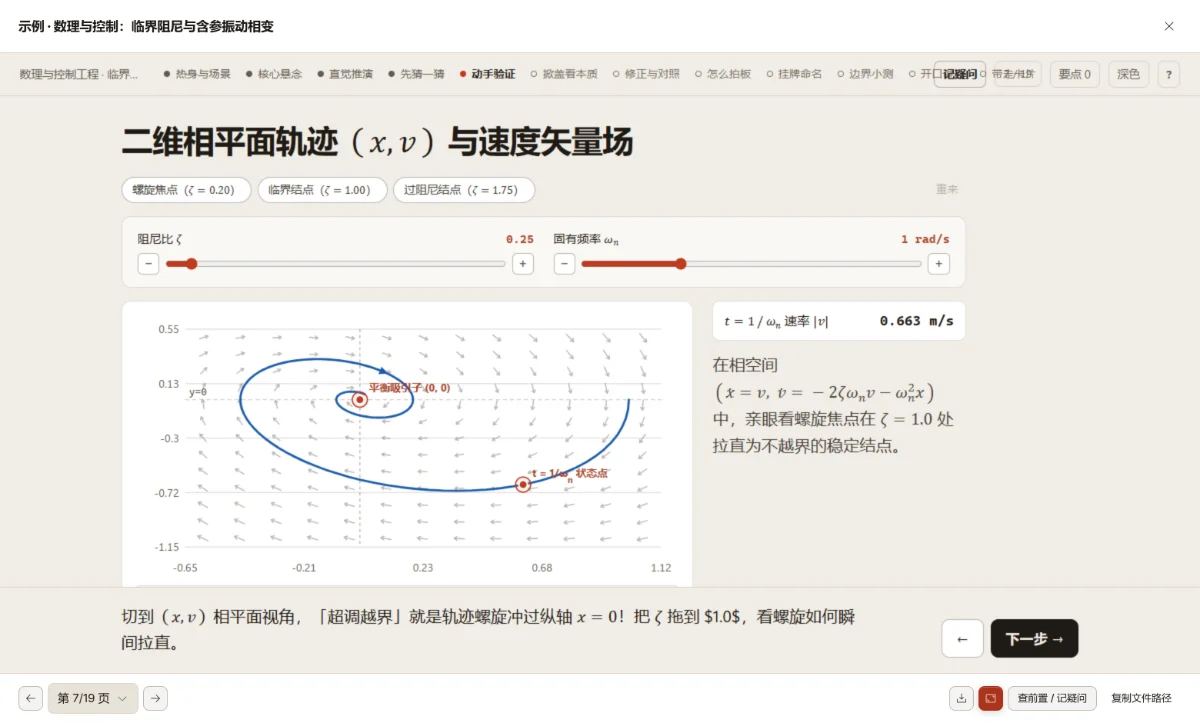 示例 · 数理与控制：临界阻尼与含参振动相变
数理与控制工程 · 临界...
热身与场景
核心悬念
直觉推演
先猜一猜
动手验证
掀盖看本质
修正与对照
怎么拍板
挂牌命名
边界小测
开口
记疑问
要点 0
深色
?
二维相平面轨迹 (x, v) 与速度矢量场
螺旋焦点（ζ = 0.20）
临界结点（ζ = 1.00）
过阻尼结点（ζ = 1.75）
重来
阻尼比 ζ
0.25
固有频率 ωₙ
1 rad/s
−
+
−
+
0.55
0.13
y=0
-0.3
-0.72
-1.15
-0.65
-0.21
0.23
0.68
1.12
平衡吸引子 (0, 0)
t = 1/ωₙ 状态点
t = 1 / ωₙ 速率 |v|
0.663 m/s
在相空间
(ẋ = v, v̇ = −2ζωₙv − ωₙ²x)
中，亲眼看螺旋焦点在 ζ = 1.0 处
拉直为不越界的稳定结点。
切到 (x, v) 相平面视角，「超调越界」就是轨迹螺旋冲过纵轴 x = 0！把 ζ 拖到 $1.0$，看螺旋如何瞬
间拉直。
←
下一步 →
第 7/19 页
查前置 / 记疑问
复制文件路径